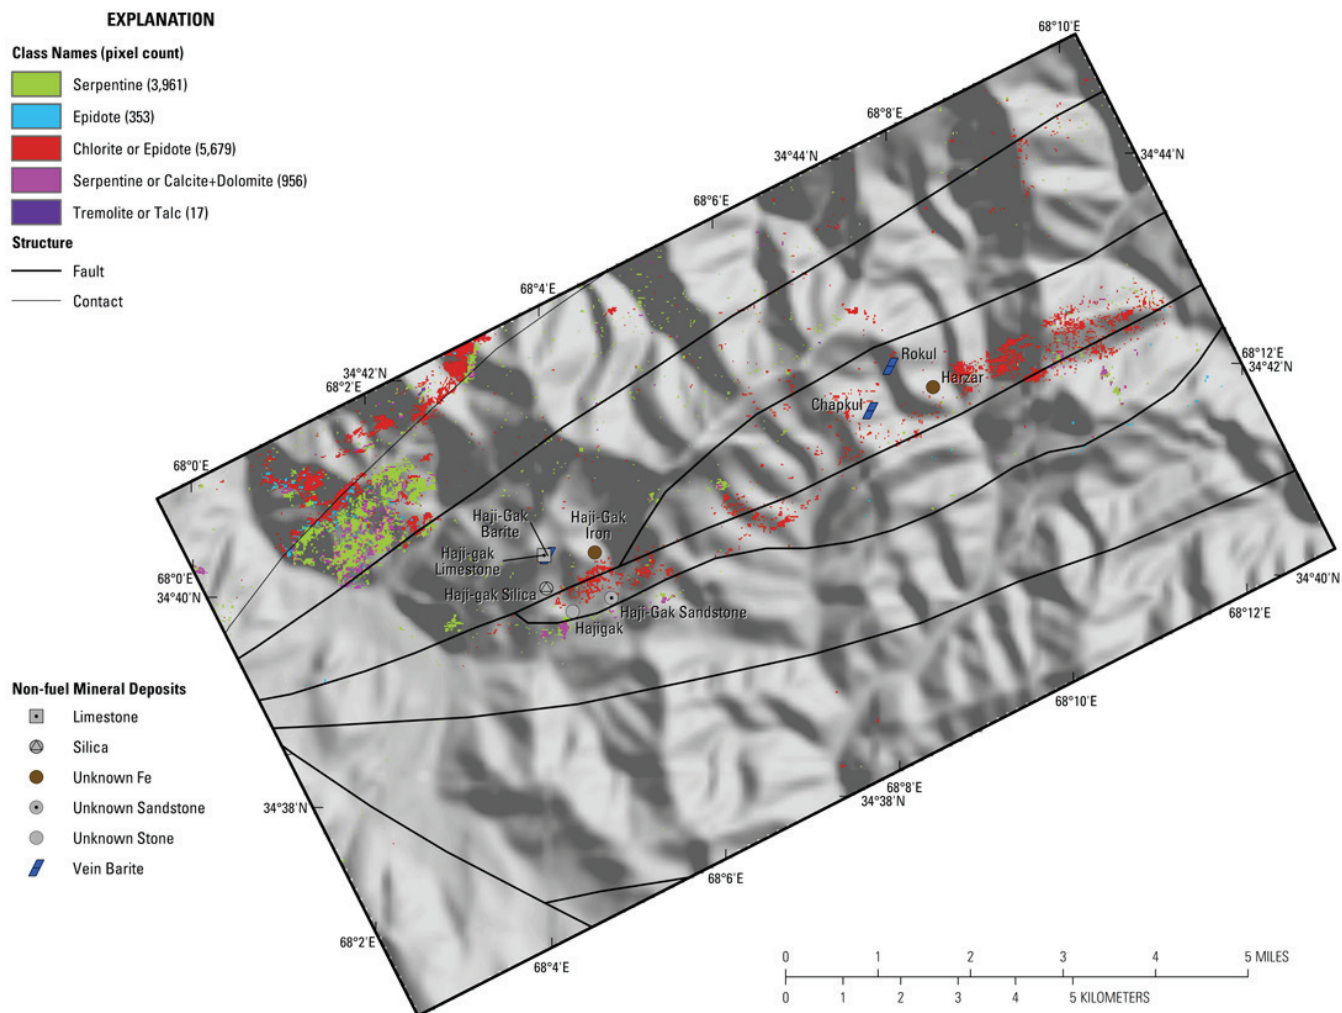 EXPLANATION
Class Names (pixel count)
Serpentine (3,961)
Epidote (353)
Chlorite or Epidote (5,679)
Serpentine or Calcite+Dolomite (956)
Tremolite or Talc (17)
Structure
Fault
Contact
68°10'E
68°8'E
34°44'N
34°44'N
68°6'E
68°4'E
34°42'N
68°2'E
68°12'E
34°42'N
Rokul
Harzar
Chapkul
68°0'E
Haji-Gak
Barite
Haji-Gak
Iron
Haji-gak
Limestone
Haji-gak Silica
Haji-Gak Sandstone
Hajigak
68°0'E
34°40'N
34°40'N
68°12'E
68°10'E
Non-fuel Mineral Deposits
Limestone
Silica
Unknown Fe
Unknown Sandstone
Unknown Stone
Vein Barite
34°38'N
68°8'E
34°38'N
68°6'E
68°2'E
68°4'E
0 1 2 3 4 5 MILES
0 1 2 3 4 5 KILOMETERS